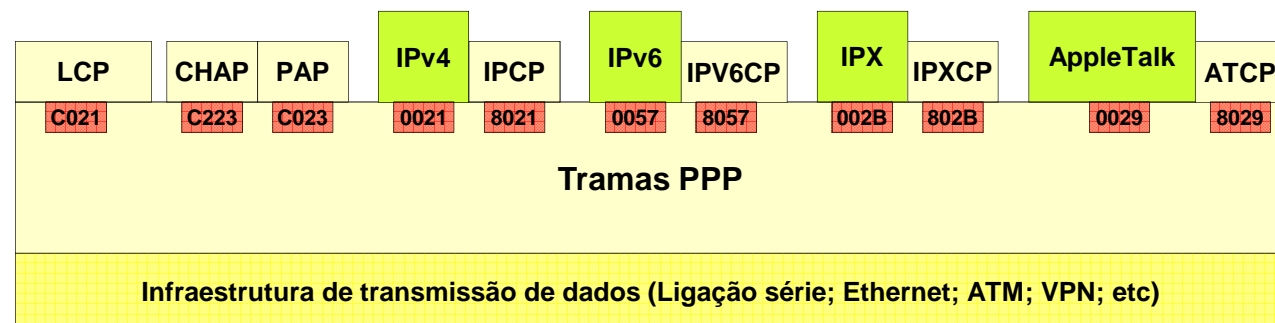 LCP CHAP PAP IPv4 IPCP IPv6 IPV6CP IPX IPXCP AppleTalk ATCP
C021 C223 C023 0021 8021 0057 8057 002B 802B 0029 8029
Tramas PPP
Infraestrutura de transmissão de dados (Ligação série; Ethernet; ATM; VPN; etc)